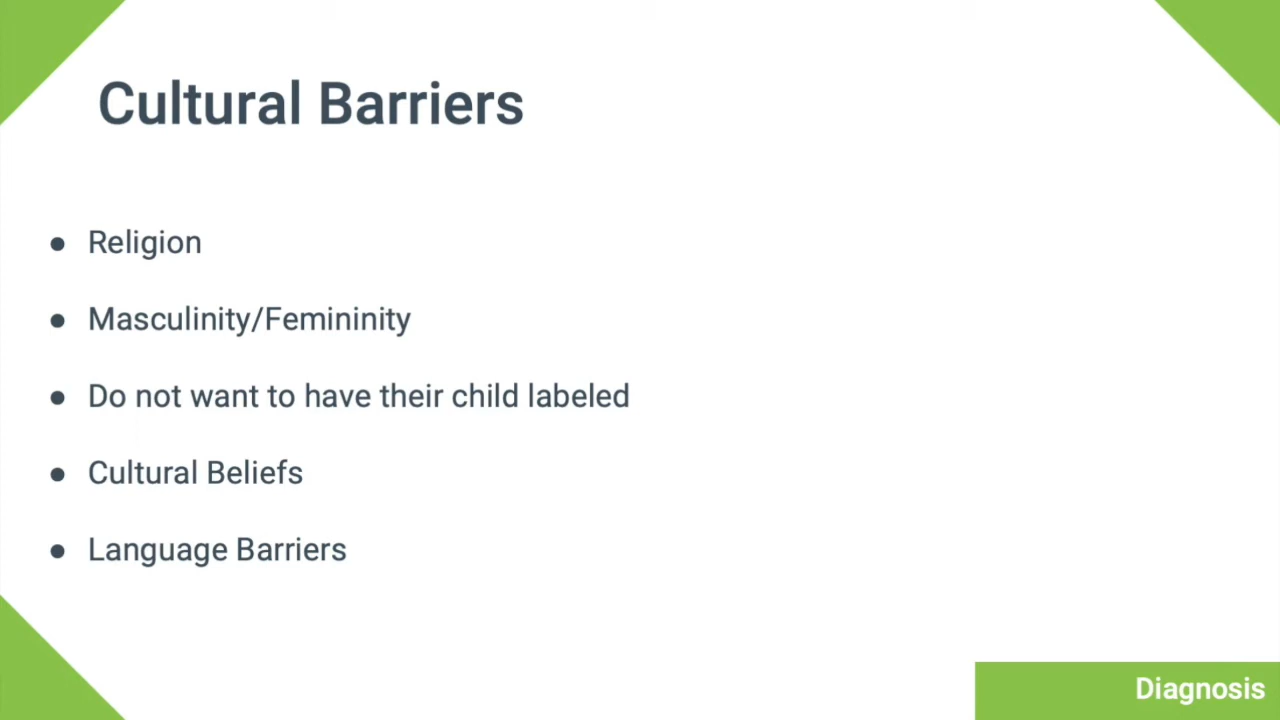 Cultural Barriers
● Religion
● Masculinity/Femininity
● Do not want to have their child labeled
● Cultural Beliefs
● Language Barriers
Diagnosis